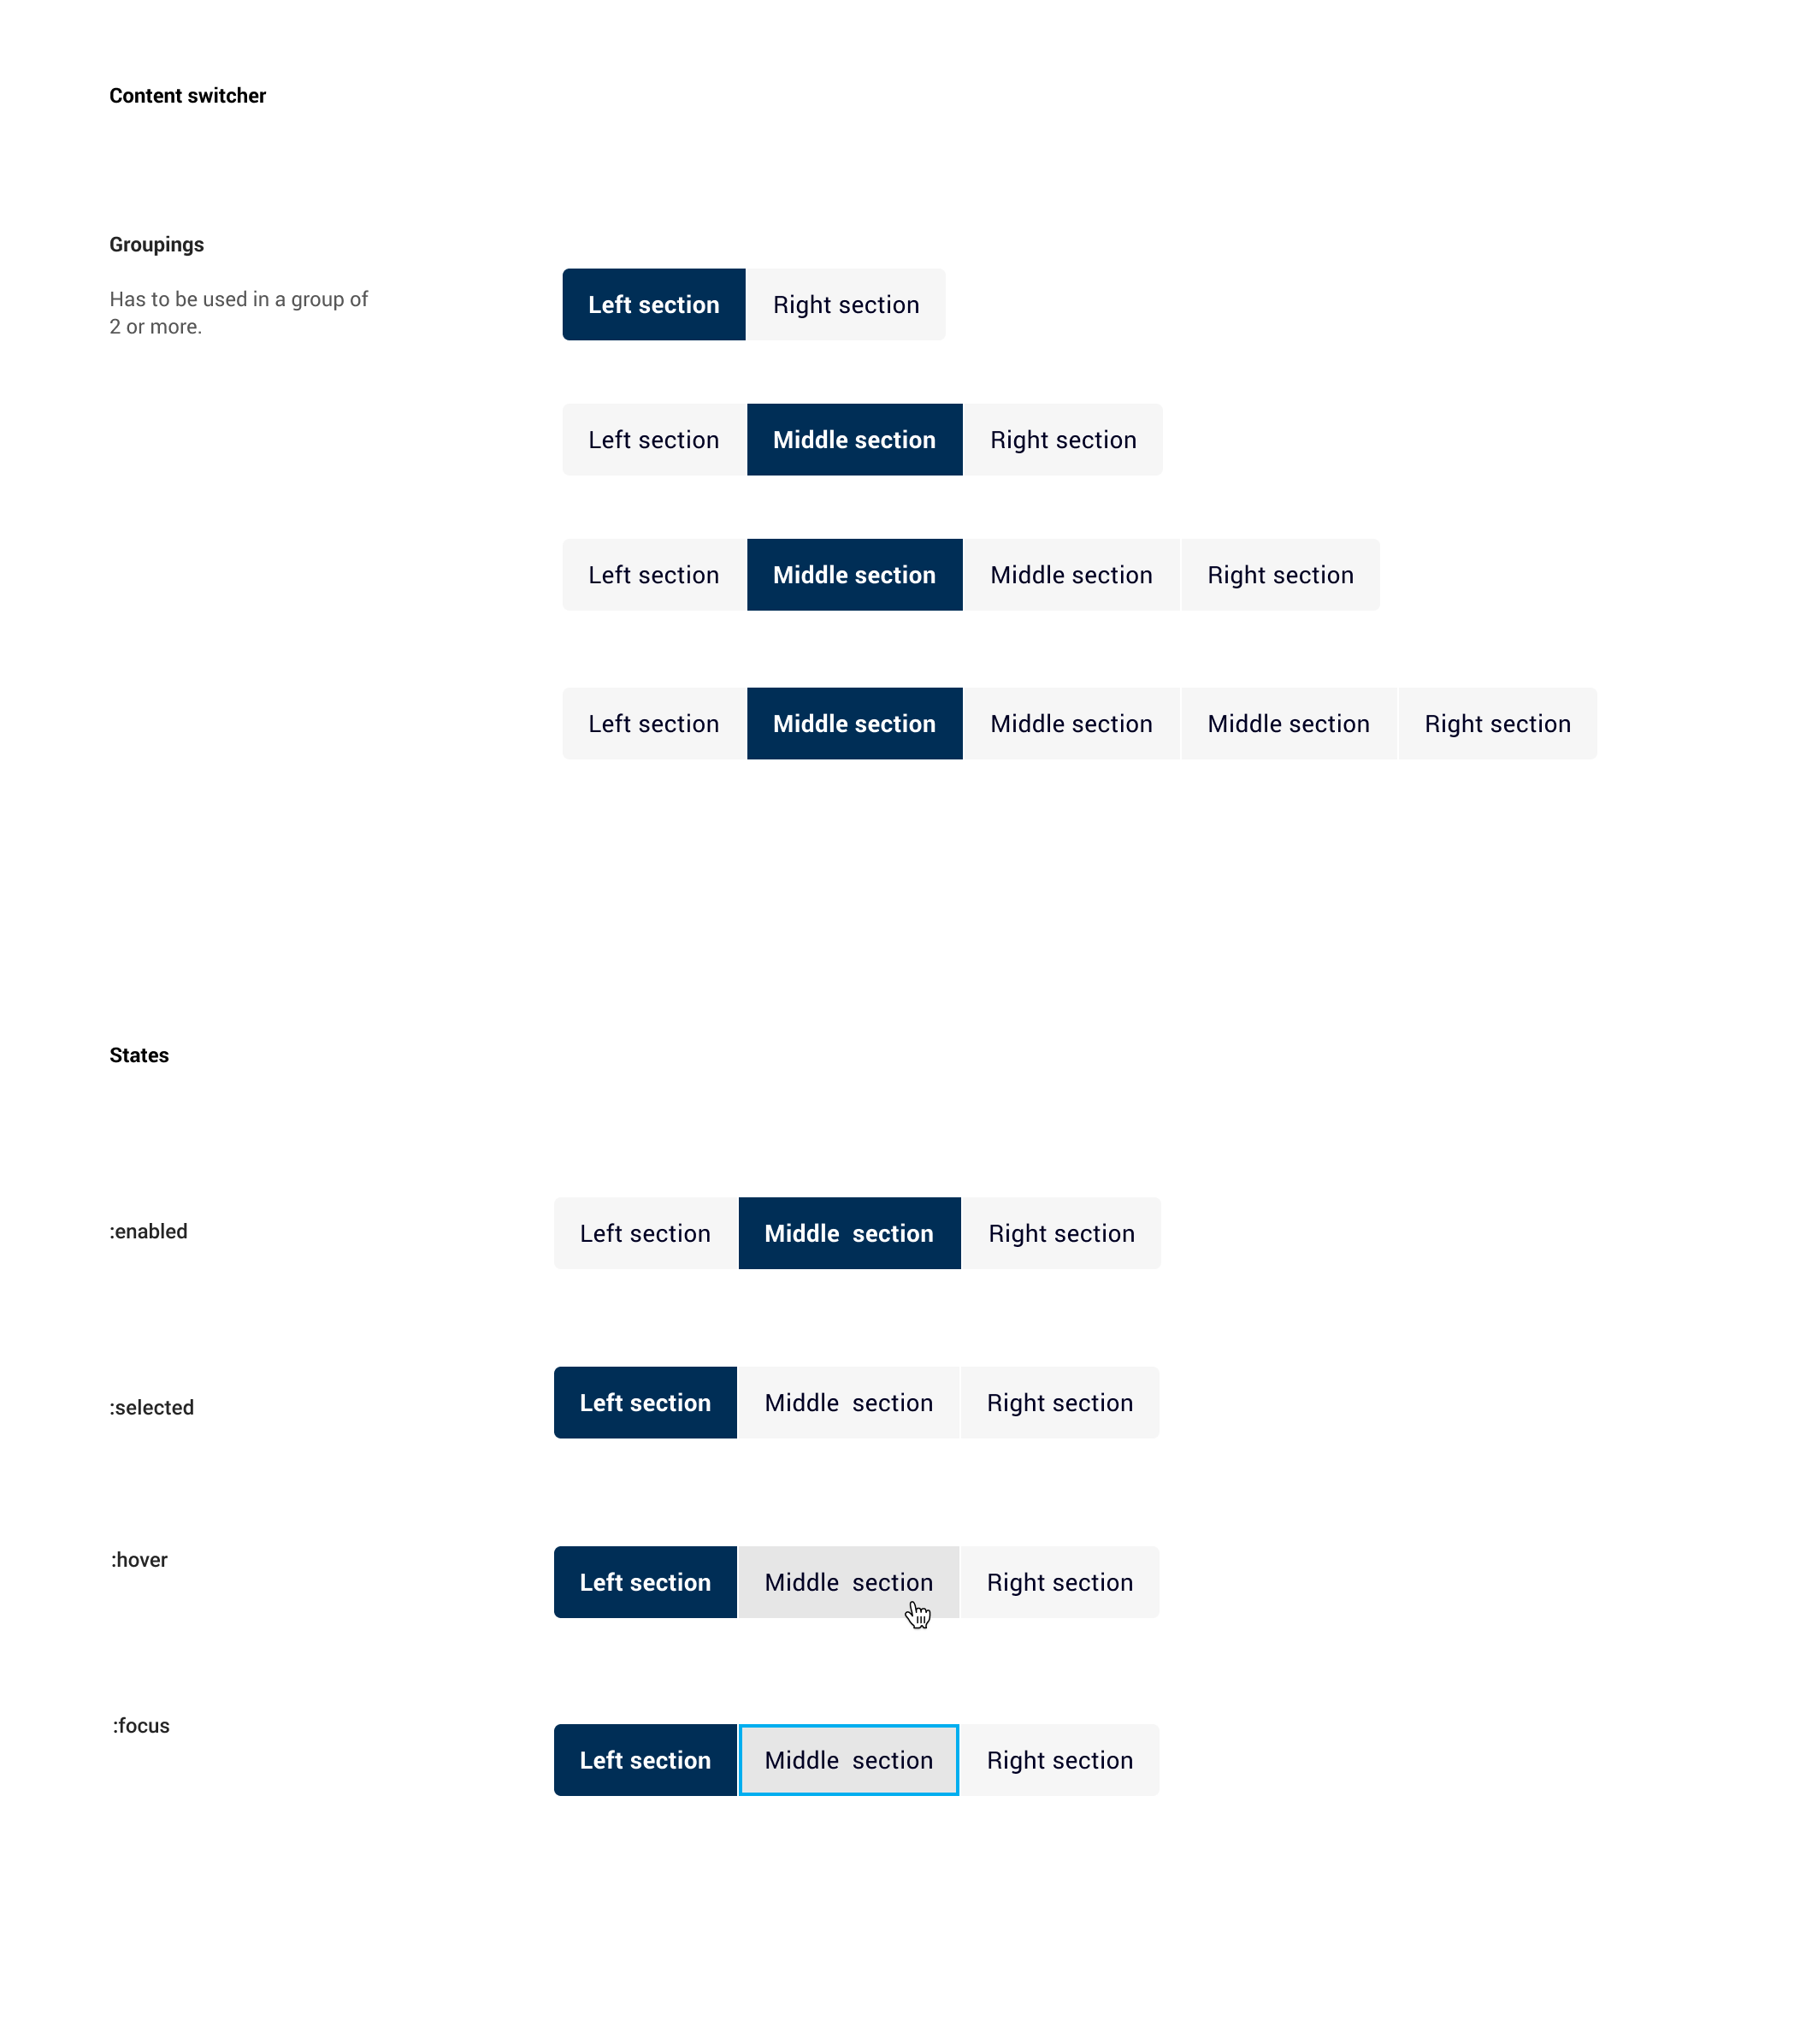 Content switcher
Groupings
Has to be used in a group of
2 or more.
Left section Right section
Left section Middle section Right section
Left section Middle section Middle section Right section
Left section Middle section Middle section Middle section Right section
States
:enabled
Left section Middle  section Right section
:selected
Left section Middle  section Right section
:hover
Left section Middle  section Right section
:focus
Left section Middle  section Right section